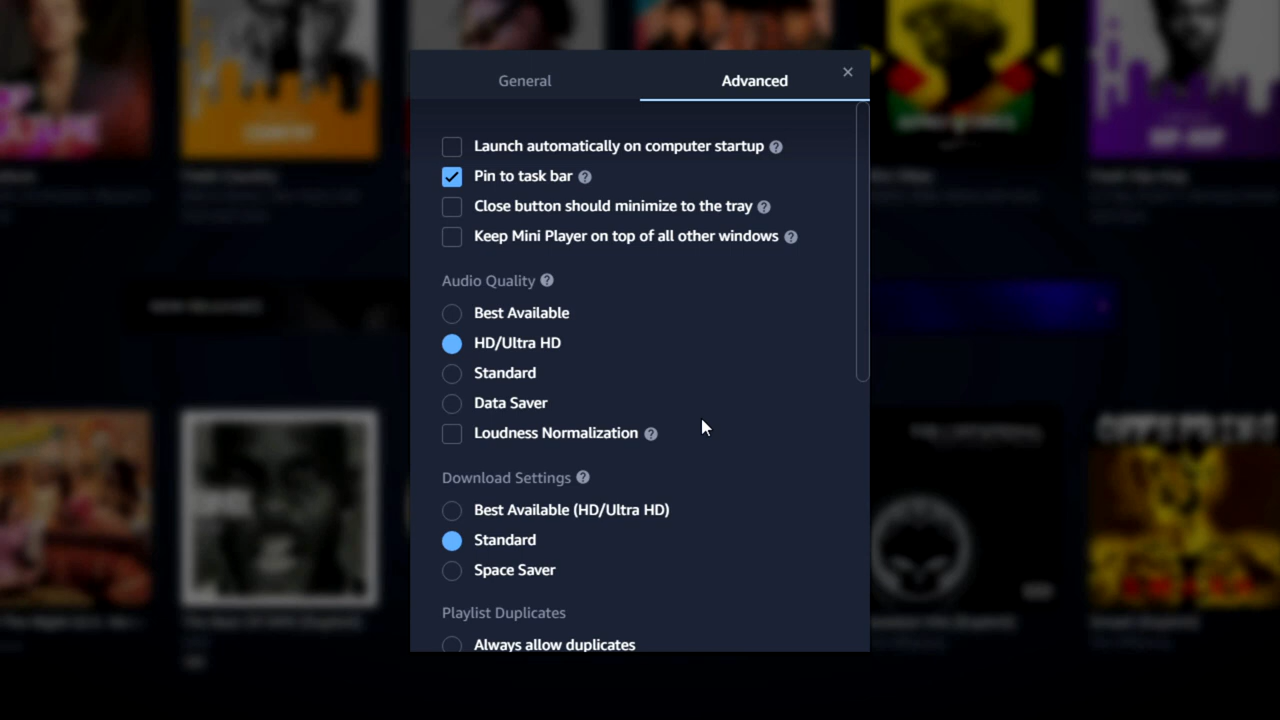 General
Advanced
Launch automatically on computer startup
Pin to task bar
Close button should minimize to the tray
Keep Mini Player on top of all other windows
Audio Quality
Best Available
HD/Ultra HD
Standard
Data Saver
Loudness Normalization
Download Settings
Best Available (HD/Ultra HD)
Standard
Space Saver
Playlist Duplicates
Always allow duplicates